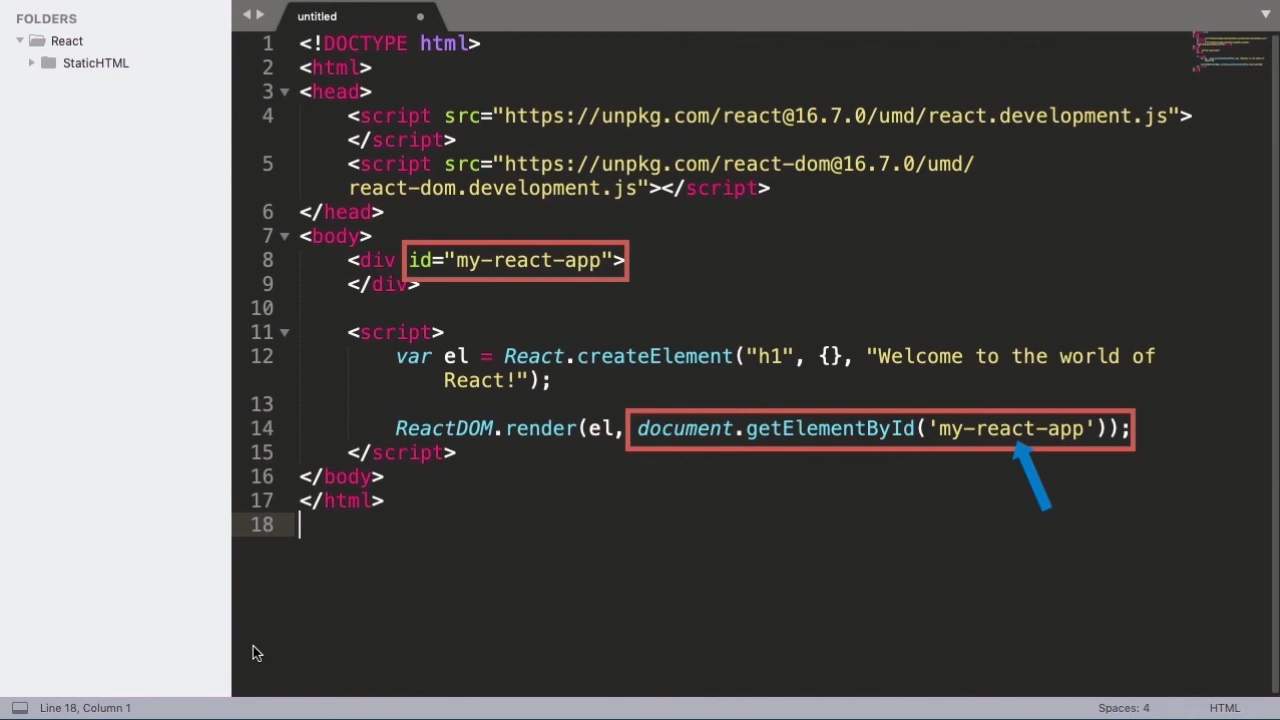 FOLDERS
React
StaticHTML
untitled
1 <!DOCTYPE html>
2 <html>
3 <head>
4 <script src="https://unpkg.com/react@16.7.0/umd/react.development.js">
</script>
5 <script src="https://unpkg.com/react-dom@16.7.0/umd/
react-dom.development.js"></script>
6 </head>
7 <body>
8 <div id="my-react-app">
9 </div>
10
11 <script>
12 var el = React.createElement("h1", {}, "Welcome to the world of
React!");
13
14 ReactDOM.render(el, document.getElementById('my-react-app'));
15 </script>
16 </body>
17 </html>
18
Line 18, Column 1
Spaces: 4
HTML